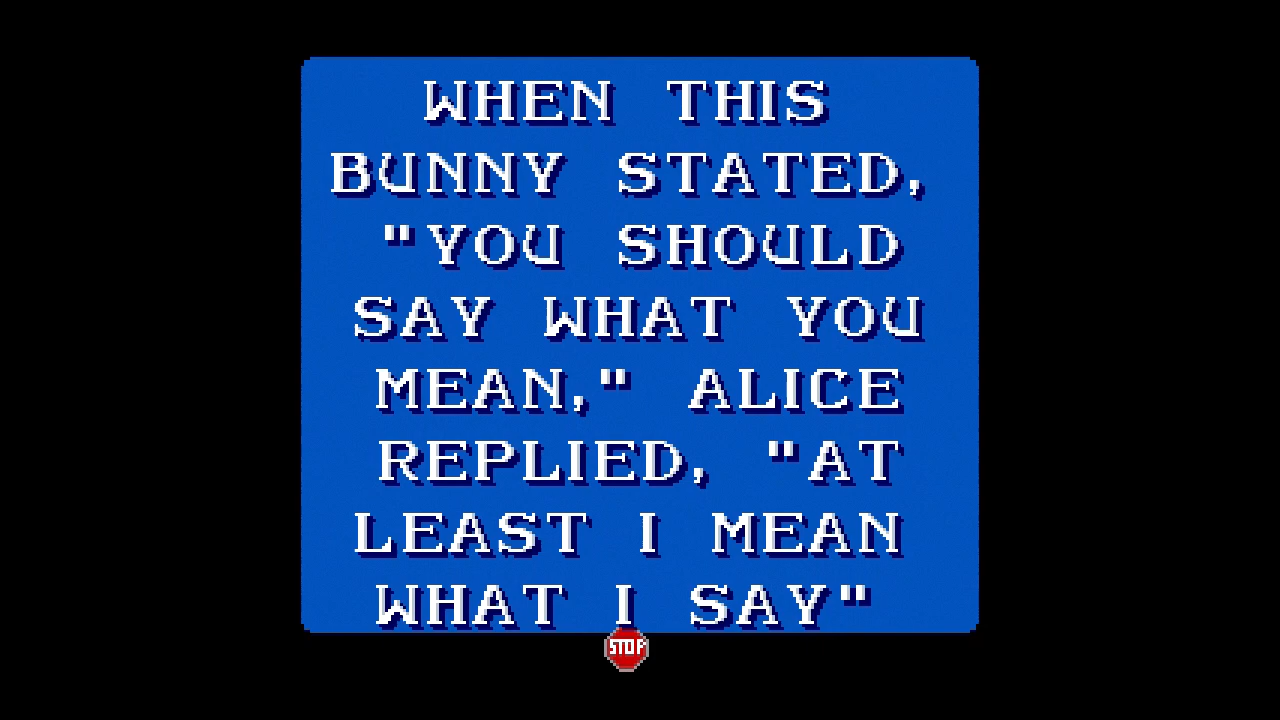 WHEN THIS
BUNNY STATED,
"YOU SHOULD
SAY WHAT YOU
MEAN," ALICE
REPLIED, "AT
LEAST I MEAN
WHAT I SAY"
STOP